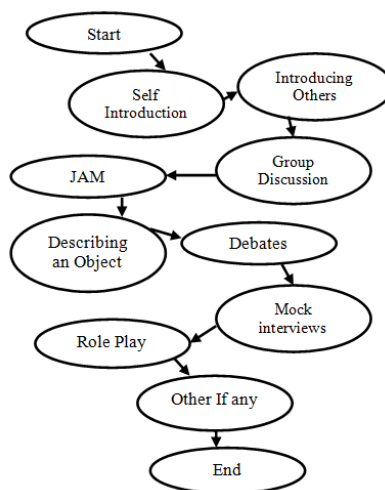 Start
Self
Introduction
Introducing
Others
Group
Discussion
JAM
Describing
an Object
Debates
Mock
interviews
Role Play
Other If any
End